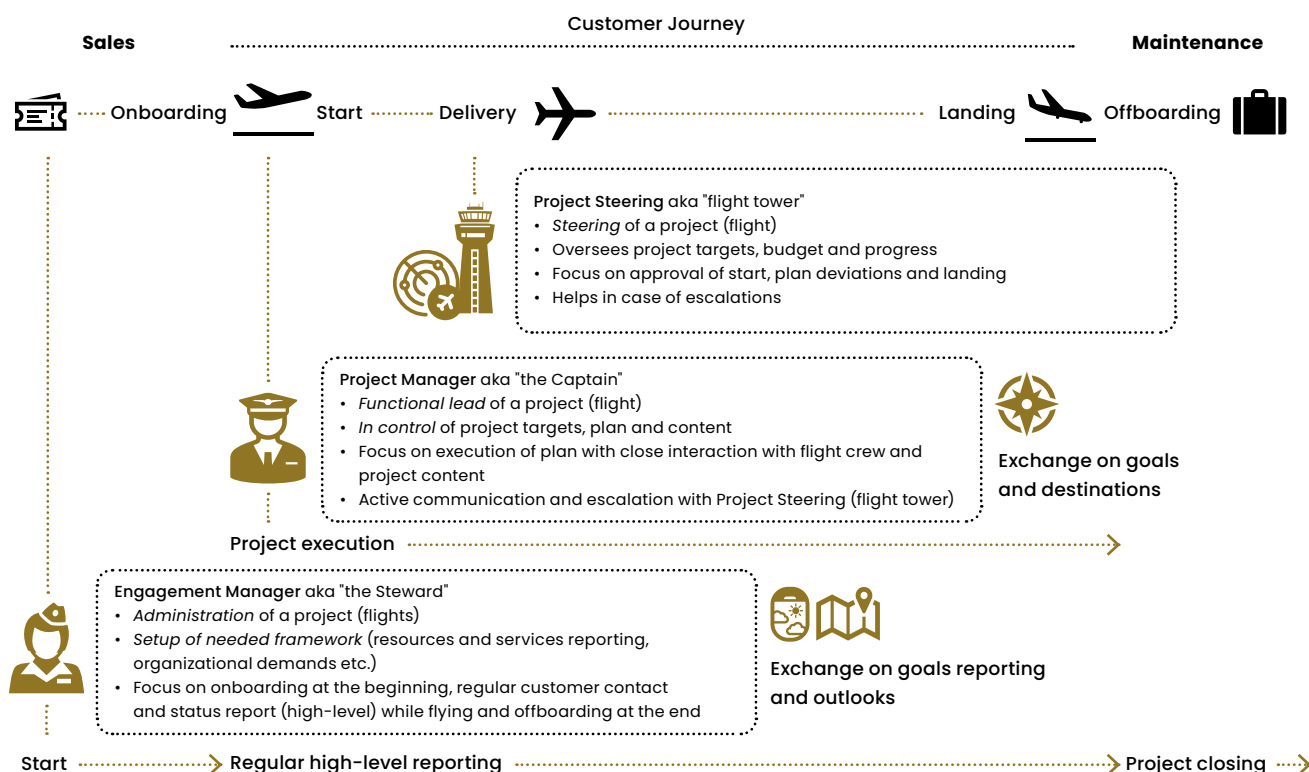 Customer Journey
Sales
Maintenance
Onboarding
Start
Delivery
Landing
Offboarding
Project Steering aka "flight tower"
• Steering of a project (flight)
• Oversees project targets, budget and progress
• Focus on approval of start, plan deviations and landing
• Helps in case of escalations
Project Manager aka "the Captain"
• Functional lead of a project (flight)
• In control of project targets, plan and content
• Focus on execution of plan with close interaction with flight crew and
project content
• Active communication and escalation with Project Steering (flight tower)
Exchange on goals
and destinations
Project execution
Engagement Manager aka "the Steward"
• Administration of a project (flights)
• Setup of needed framework (resources and services reporting,
organizational demands etc.)
• Focus on onboarding at the beginning, regular customer contact
and status report (high-level) while flying and offboarding at the end
Exchange on goals reporting
and outlooks
Start
Regular high-level reporting
Project closing